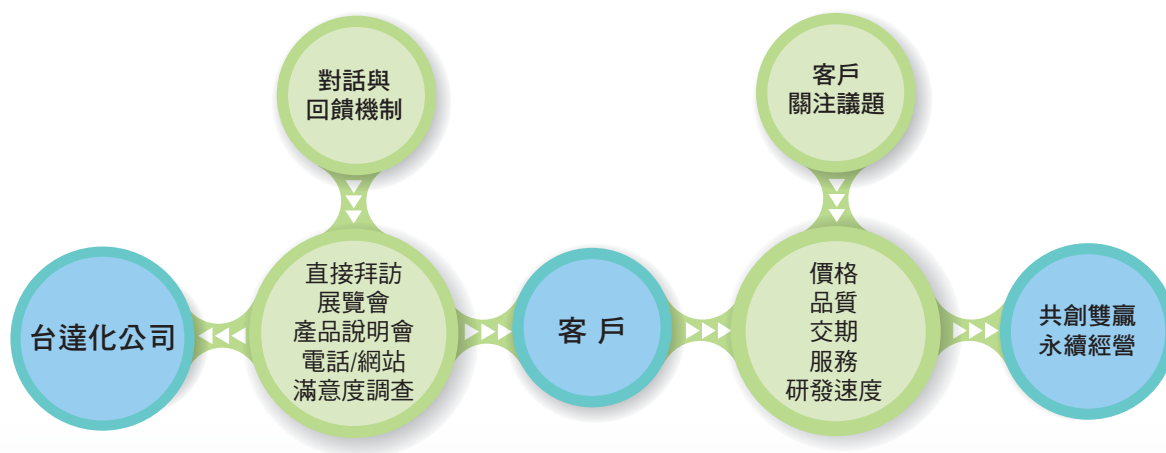 對話與
回饋機制
客戶
關注議題
台達化公司
直接拜訪
展覽會
產品說明會
電話/網站
滿意度調查
客 戶
價格
品質
交期
服務
研發速度
共創雙贏
永續經營